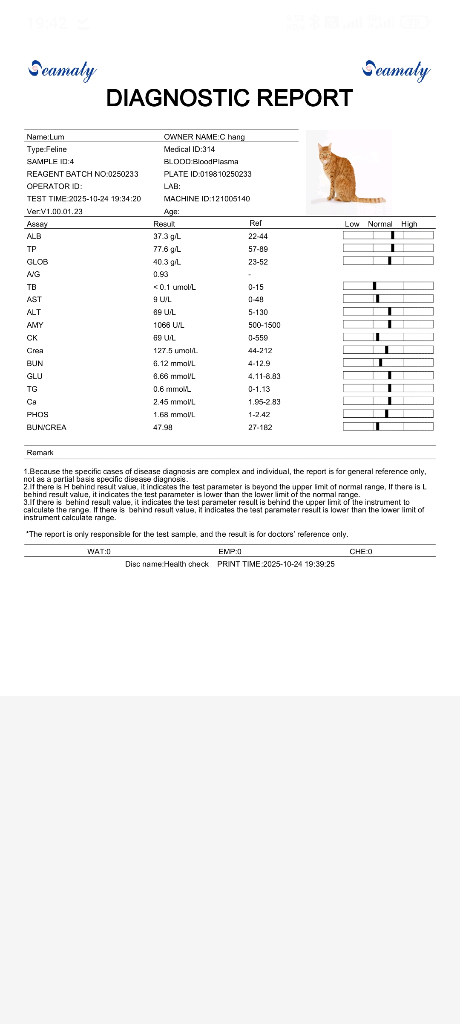 19:42
Seamaty Seamaty
DIAGNOSTIC REPORT
Name:Lum OWNER NAME:C hang
Type:Feline Medical ID:314
SAMPLE ID:4 BLOOD:BloodPlasma
REAGENT BATCH NO:0250233 PLATE ID:019810250233
OPERATOR ID: LAB:
TEST TIME:2025-10-24 19:34:20 MACHINE ID:121005140
Ver:V1.00.01.23 Age:
Assay Result Ref Low Normal High
ALB 37.3 g/L 22-44
TP 77.6 g/L 57-89
GLOB 40.3 g/L 23-52
A/G 0.93 -
TB < 0.1 umol/L 0-15
AST 9 U/L 0-48
ALT 69 U/L 5-130
AMY 1066 U/L 500-1500
CK 69 U/L 0-559
Crea 127.5 umol/L 44-212
BUN 6.12 mmol/L 4-12.9
GLU 6.66 mmol/L 4.11-8.83
TG 0.6 mmol/L 0-1.13
Ca 2.45 mmol/L 1.95-2.83
PHOS 1.68 mmol/L 1-2.42
BUN/CREA 47.98 27-182
Remark
1.Because the specific cases of disease diagnosis are complex and individual, the report is for general reference only,
not as a partial basis specific disease diagnosis.
2.If there is H behind result value, it indicates the test parameter is beyond the upper limit of normal range, If there is L
behind result value, it indicates the test parameter is lower than the lower limit of the normal range.
3.If there is behind result value, it indicates the test parameter result is behind the upper limit of the instrument to
calculate the range. If there is behind result value, it indicates the test parameter result is lower than the lower limit of
instrument calculate range.
*The report is only responsible for the test sample, and the result is for doctors' reference only.
WAT:0 EMP:0 CHE:0
Disc name:Health check PRINT TIME:2025-10-24 19:39:25